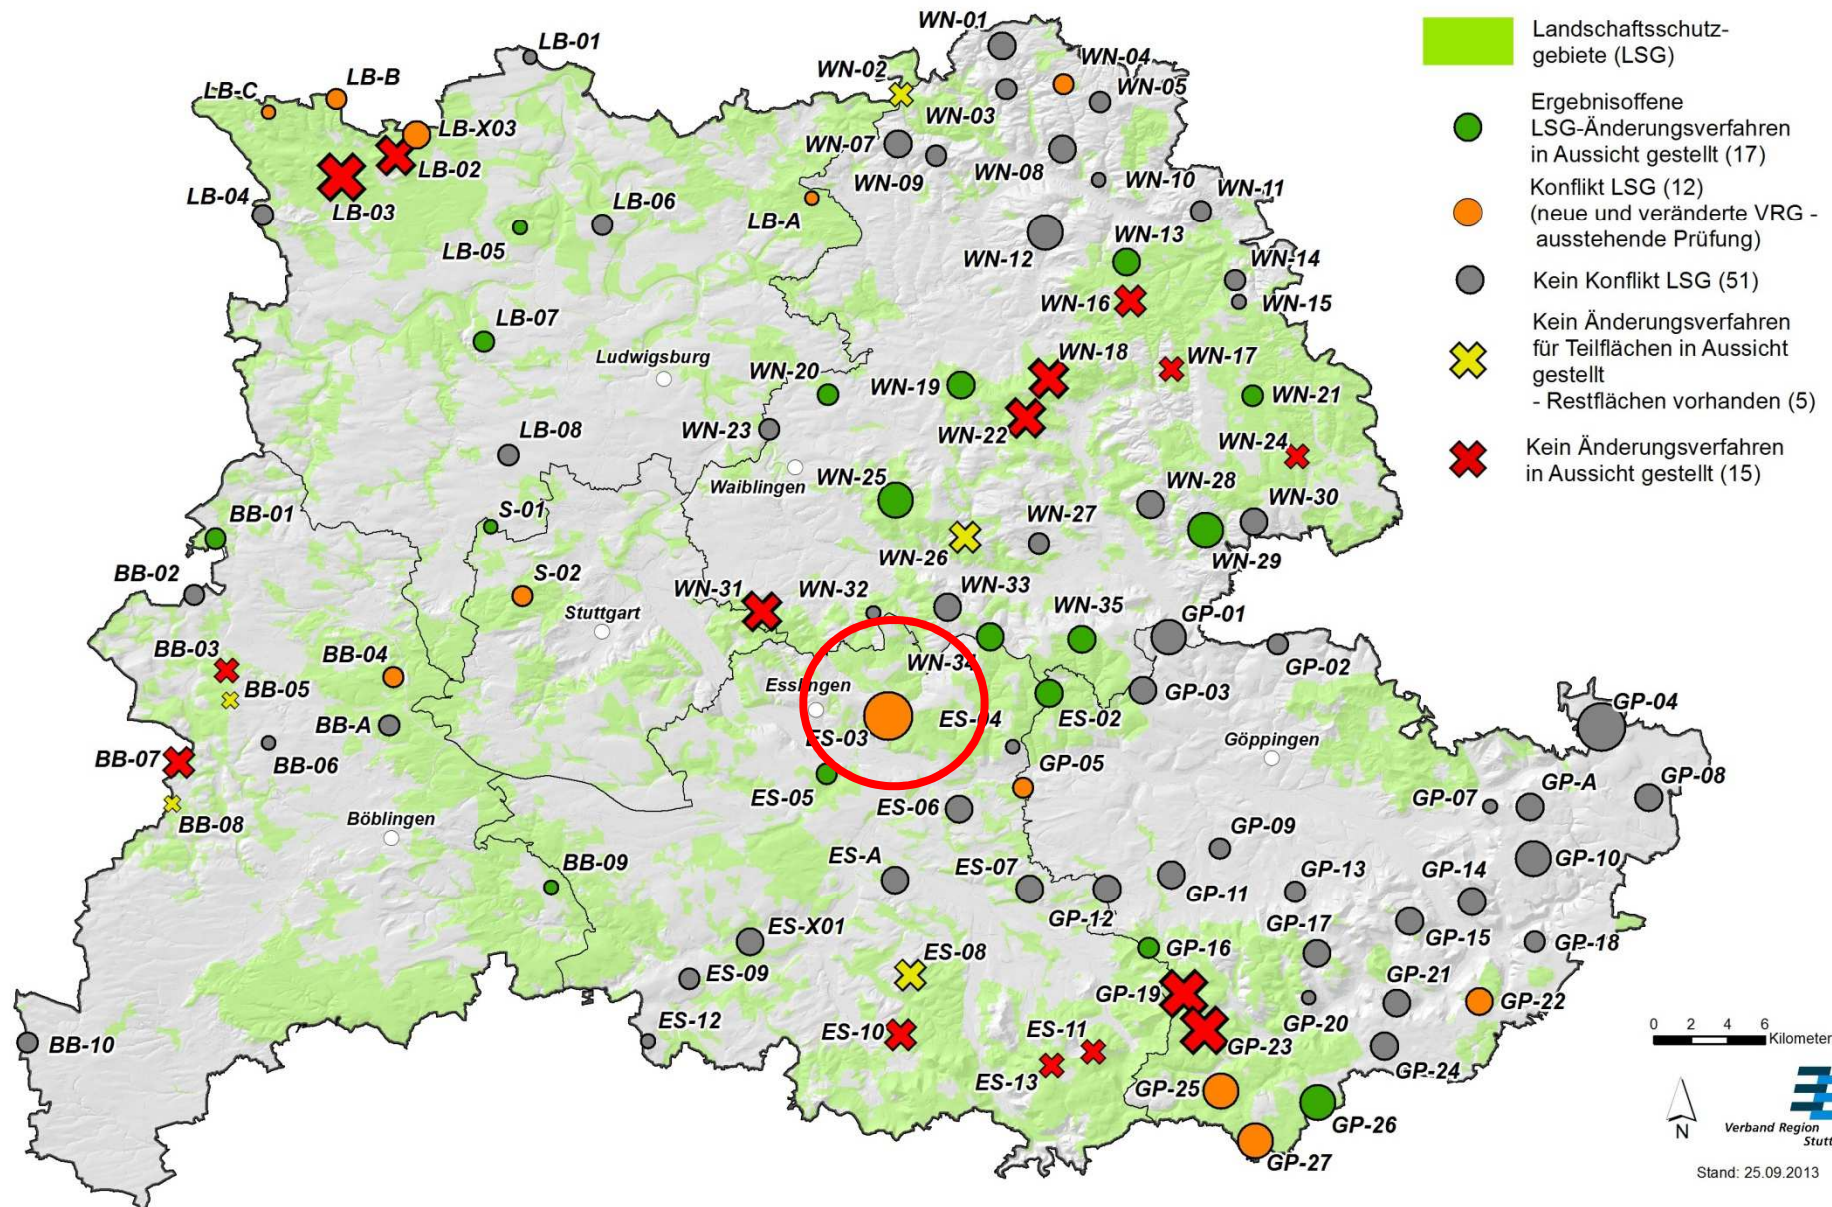 WN-01
LB-01
WN-02
WN-04
LB-B
LB-C
WN-05
WN-03
LB-X03
WN-07
LB-02
WN-09
WN-08
WN-10
WN-11
LB-03
LB-04
LB-06
LB-A
LB-05
WN-13
WN-12
WN-14
WN-16
WN-15
LB-07
Ludwigsburg
WN-18
WN-17
WN-20
WN-19
WN-21
WN-23
WN-22
LB-08
WN-24
Waiblingen
WN-25
WN-28
WN-30
S-01
BB-01
WN-27
WN-26
WN-29
BB-02
S-02
WN-31
WN-32
WN-33
WN-35
Stuttgart
GP-01
BB-03
BB-04
WN-34
GP-02
Esslingen
BB-05
GP-03
ES-02
ES-04
BB-A
ES-03
GP-04
Göppingen
BB-07
BB-06
GP-05
GP-A
GP-08
ES-05
ES-06
GP-07
BB-08
Böblingen
GP-09
BB-09
ES-A
ES-07
GP-10
GP-13
GP-14
GP-11
GP-12
ES-X01
GP-17
GP-15
GP-18
GP-16
ES-08
ES-09
GP-21
GP-19
GP-22
GP-20
ES-12
ES-10
ES-11
BB-10
GP-23
GP-24
ES-13
GP-25
GP-26
GP-27
Landschaftsschutz-
gebiete (LSG)
Ergebnisoffene
LSG-Änderungsverfahren
in Aussicht gestellt (17)
Konflikt LSG (12)
(neue und veränderte VRG -
ausstehende Prüfung)
Kein Konflikt LSG (51)
Kein Änderungsverfahren
für Teilflächen in Aussicht
gestellt
- Restflächen vorhanden (5)
Kein Änderungsverfahren
in Aussicht gestellt (15)
0 2 4 6
Kilometer
N
Verband Region
Stutt
Stand: 25.09.2013